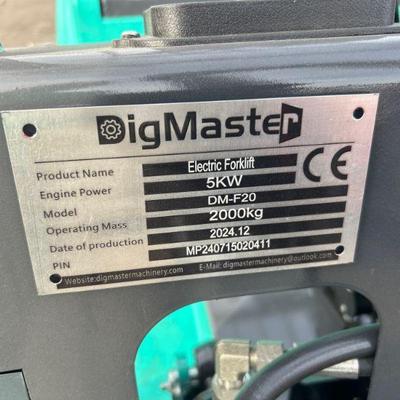 DigMaster
Product Name Electric Forklift
Engine Power 5KW
Model DM-F20
Operating Mass 2000kg
Date of production 2024.12
PIN MP240715020411
CE
Website:digmastermachinery.com E-Mail:digmastermachinery@outlook.com